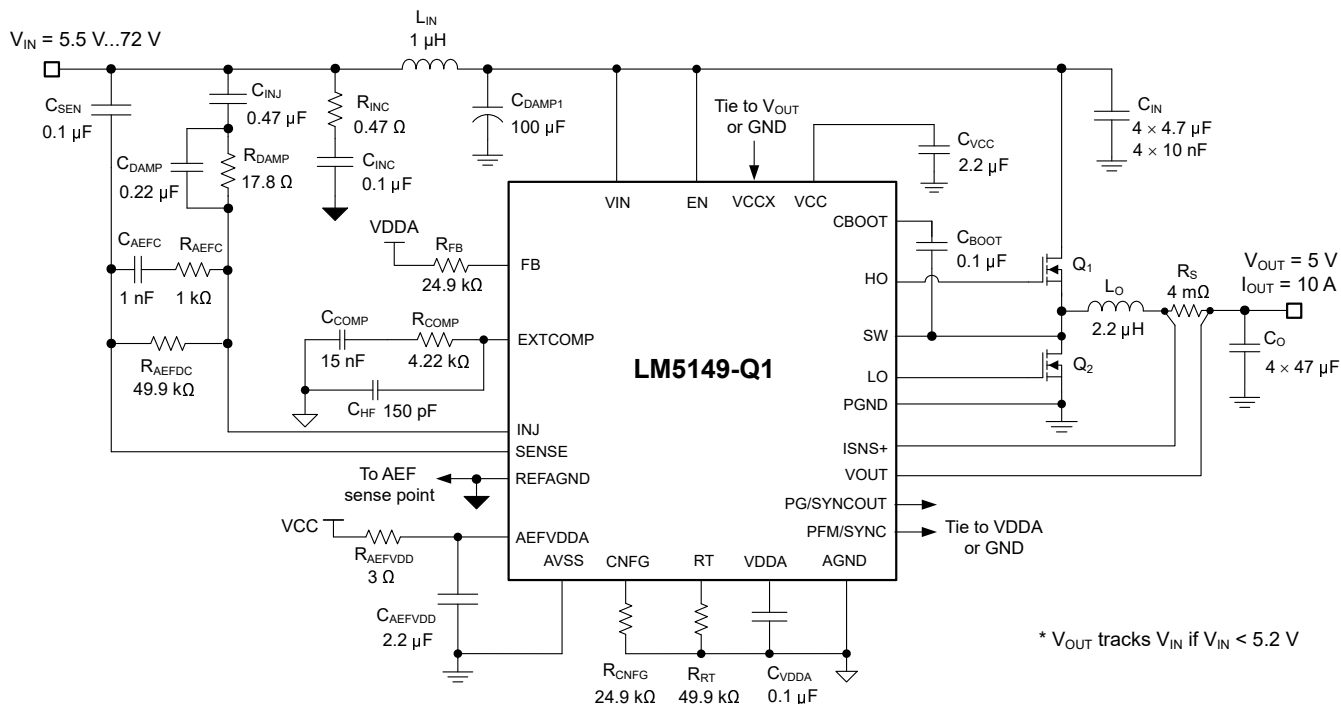 V_IN = 5.5 V...72 V
L_IN
1 µH
C_SEN
0.1 µF
C_INJ
0.47 µF
C_DAMP
0.22 µF
R_DAMP
17.8 Ω
R_INC
0.47 Ω
C_INC
0.1 µF
C_DAMP1
100 µF
Tie to V_OUT
or GND
C_VCC
2.2 µF
C_IN
4 × 4.7 µF
4 × 10 nF
C_AEFC
1 nF
R_AEFC
1 kΩ
R_AEFDC
49.9 kΩ
VDDA
R_FB
24.9 kΩ
C_COMP
15 nF
R_COMP
4.22 kΩ
C_HF 150 pF
VIN
EN
VCCX
VCC
FB
EXTCOMP
INJ
SENSE
REFAGND
AEFVDDA
AVSS
CNFG
RT
VDDA
AGND
LM5149-Q1
CBOOT
HO
SW
LO
PGND
ISNS+
VOUT
PG/SYNCOUT
PFM/SYNC
C_BOOT
0.1 µF
Q_1
Q_2
L_O
2.2 µH
R_S
4 mΩ
V_OUT = 5 V
I_OUT = 10 A
C_O
4 × 47 µF
To AEF
sense point
VCC
R_AEFVDD
3 Ω
C_AEFVDD
2.2 µF
Tie to VDDA
or GND
R_CNFG
24.9 kΩ
R_RT
49.9 kΩ
C_VDDA
0.1 µF
* V_OUT tracks V_IN if V_IN < 5.2 V